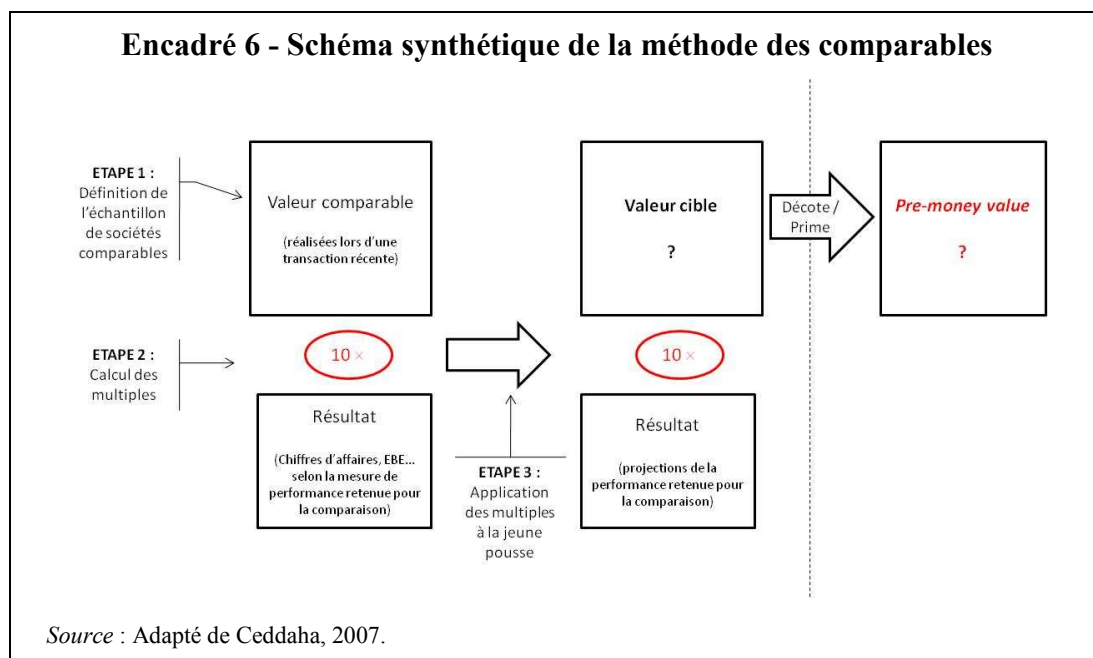 Encadré 6 - Schéma synthétique de la méthode des comparables
ETAPE 1 :
Définition de
l'échantillon
de sociétés
comparables
Valeur comparable
(réalisées lors d'une
transaction récente)
Valeur cible
?
Décote /
Prime
Pre-money value
?
ETAPE 2 :
Calcul des
multiples
10 ×
10 ×
Résultat
(Chiffres d'affaires, EBE...
selon la mesure de
performance retenue pour
la comparaison)
ETAPE 3 :
Application
des multiples
à la jeune
pousse
Résultat
(projections de la
performance retenue pour
la comparaison)
Source : Adapté de Ceddaha, 2007.